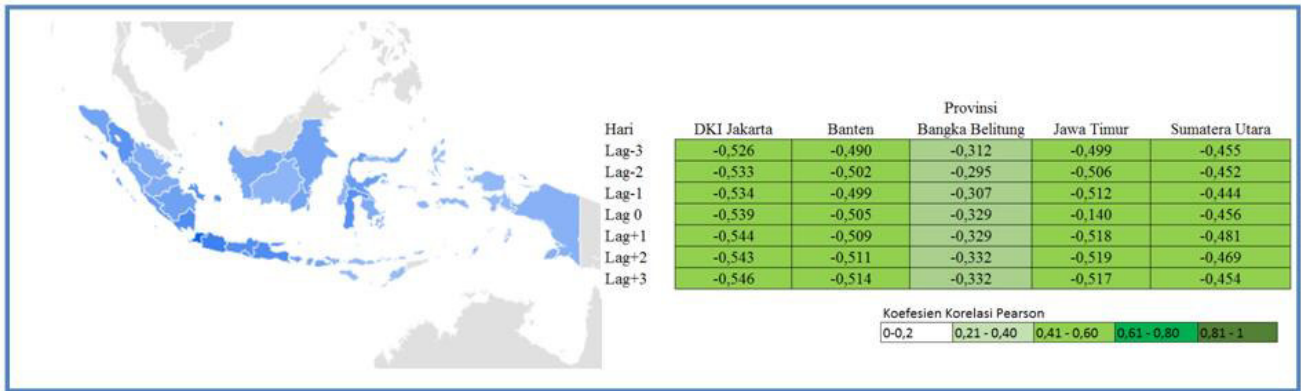 Provinsi
Hari DKI Jakarta Banten Bangka Belitung Jawa Timur Sumatera Utara
Lag-3 -0,526 -0,490 -0,312 -0,499 -0,455
Lag-2 -0,533 -0,502 -0,295 -0,506 -0,452
Lag-1 -0,534 -0,499 -0,307 -0,512 -0,444
Lag 0 -0,539 -0,505 -0,329 -0,140 -0,456
Lag+1 -0,544 -0,509 -0,329 -0,518 -0,481
Lag+2 -0,543 -0,511 -0,332 -0,519 -0,469
Lag+3 -0,546 -0,514 -0,332 -0,517 -0,454
Koefesien Korelasi Pearson
0-0,2 0,21 - 0,40 0,41 - 0,60 0,61 - 0,80 0,81 - 1